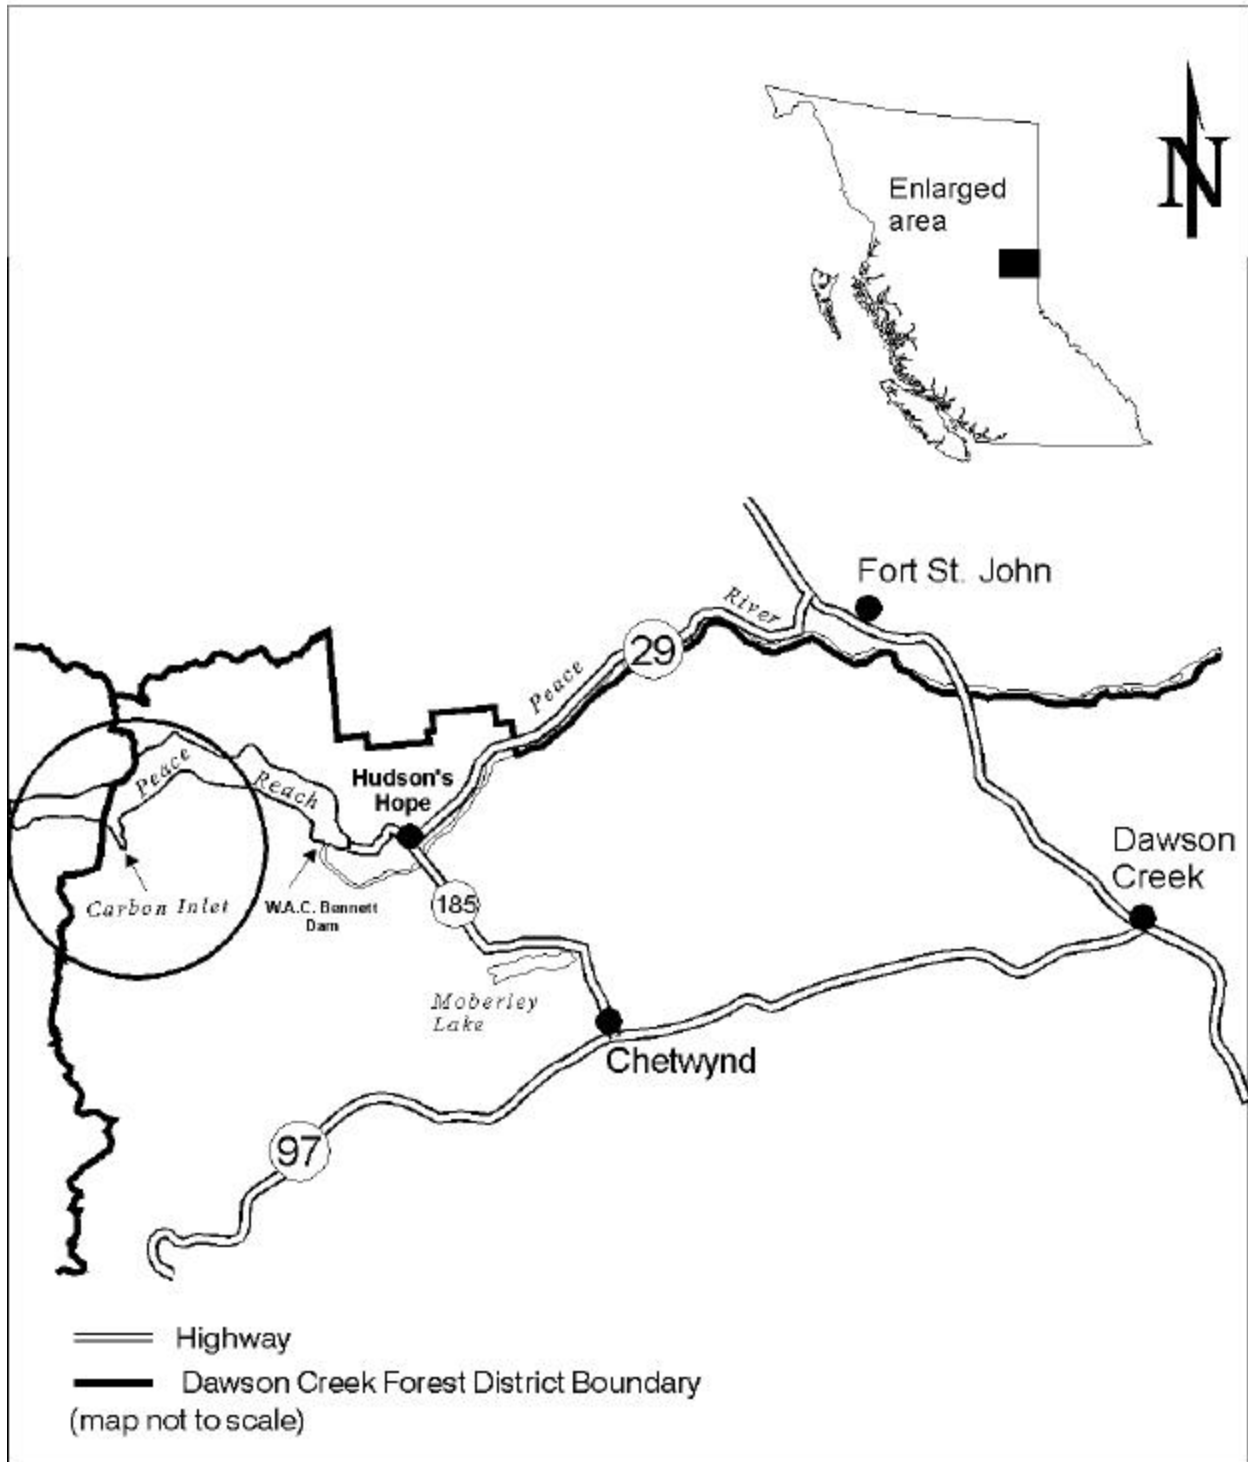 N
Enlarged
area
Fort St. John
River
29
Peace
Peace
Reach
Hudson's
Hope
Dawson
Creek
Carbon Inlet
W.A.C. Bennett
Dam
185
Moberley
Lake
Chetwynd
97
Highway
Dawson Creek Forest District Boundary
(map not to scale)